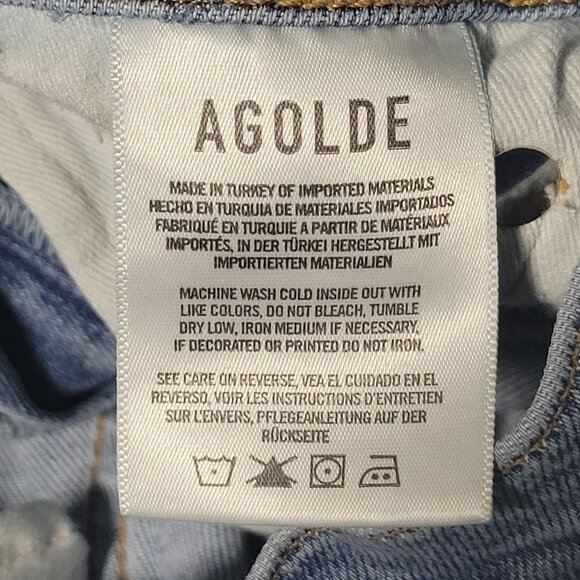 AGOLDE
MADE IN TURKEY OF IMPORTED MATERIALS
HECHO EN TURQUIA DE MATERIALES IMPORTADOS
FABRIQUÉ EN TURQUIE A PARTIR DE MATÉRIAUX
IMPORTÉS, IN DER TÜRKEI HERGESTELLT MIT
IMPORTIERTEN MATERIALIEN
MACHINE WASH COLD INSIDE OUT WITH
LIKE COLORS, DO NOT BLEACH, TUMBLE
DRY LOW, IRON MEDIUM IF NECESSARY,
IF DECORATED OR PRINTED DO NOT IRON.
SEE CARE ON REVERSE, VEA EL CUIDADO EN EL
REVERSO, VOIR LES INSTRUCTIONS D'ENTRETIEN
SUR L'ENVERS, PFLEGEANLEITUNG AUF DER
RÜCKSEITE